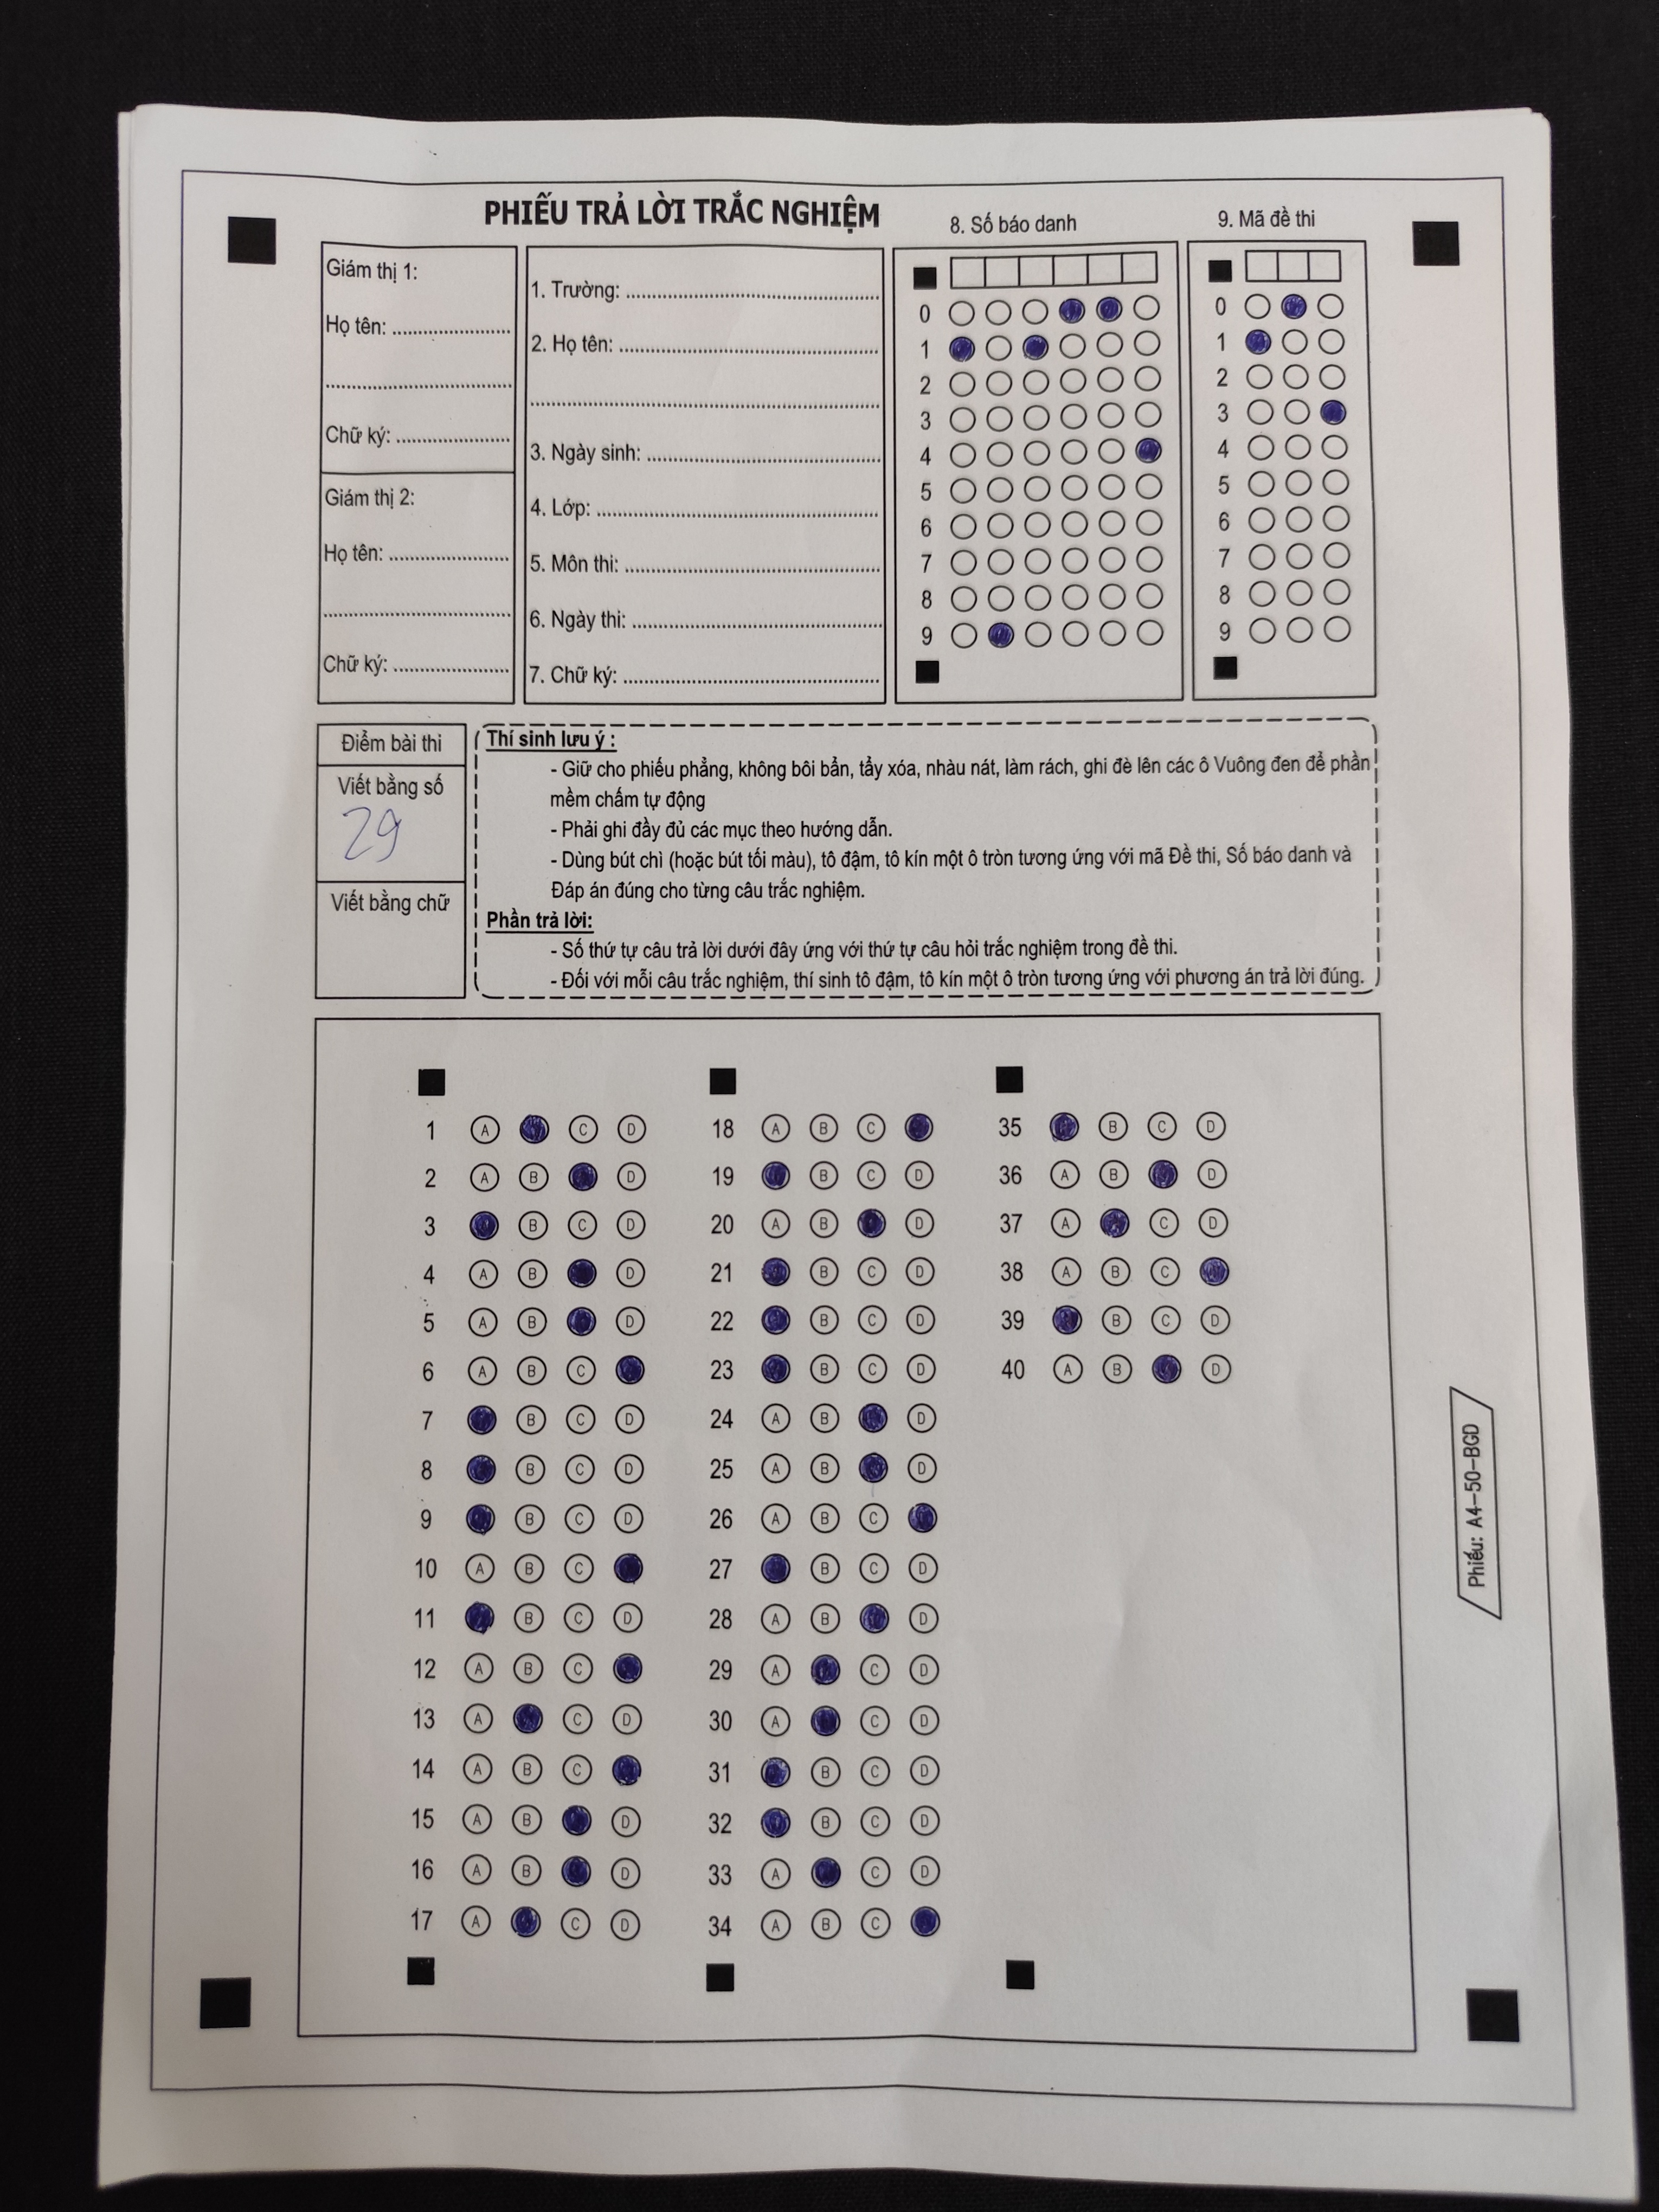 PHIẾU TRẢ LỜI TRẮC NGHIỆM
8. Số báo danh
9. Mã đề thi
Giám thị 1:
Họ tên: ....................
................................
Chữ ký: ....................
Giám thị 2:
Họ tên: ....................
................................
Chữ ký: ....................
1. Trường: ............................................
2. Họ tên: ............................................
............................................................
3. Ngày sinh: ........................................
4. Lớp: .................................................
5. Môn thi: ............................................
6. Ngày thi: ...........................................
7. Chữ ký: .............................................
0
1
2
3
4
5
6
7
8
9
0
1
2
3
4
5
6
7
8
9
Điểm bài thi
Viết bằng số
29
Viết bằng chữ
Thí sinh lưu ý :
- Giữ cho phiếu phẳng, không bôi bẩn, tẩy xóa, nhàu nát, làm rách, ghi đè lên các ô Vuông đen để phần
mềm chấm tự động
- Phải ghi đầy đủ các mục theo hướng dẫn.
- Dùng bút chì (hoặc bút tối màu), tô đậm, tô kín một ô tròn tương ứng với mã Đề thi, Số báo danh và
Đáp án đúng cho từng câu trắc nghiệm.
Phần trả lời:
- Số thứ tự câu trả lời dưới đây ứng với thứ tự câu hỏi trắc nghiệm trong đề thi.
- Đối với mỗi câu trắc nghiệm, thí sinh tô đậm, tô kín một ô tròn tương ứng với phương án trả lời đúng.
1 A C D
2 A B D
3 B C D
4 A B D
5 A B D
6 A B C
7 B C D
8 B C D
9 B C D
10 A B C
11 B C D
12 A B C
13 A C D
14 A B C
15 A B D
16 A B D
17 A C D
18 A B C
19 B C D
20 A B D
21 B C D
22 B C D
23 B C D
24 A B D
25 A B D
26 A B C
27 B C D
28 A B D
29 A C D
30 A C D
31 B C D
32 B C D
33 A C D
34 A B C
35 B C D
36 A B D
37 A C D
38 A B C
39 B C D
40 A B D
Phiếu: A4-50-BGD